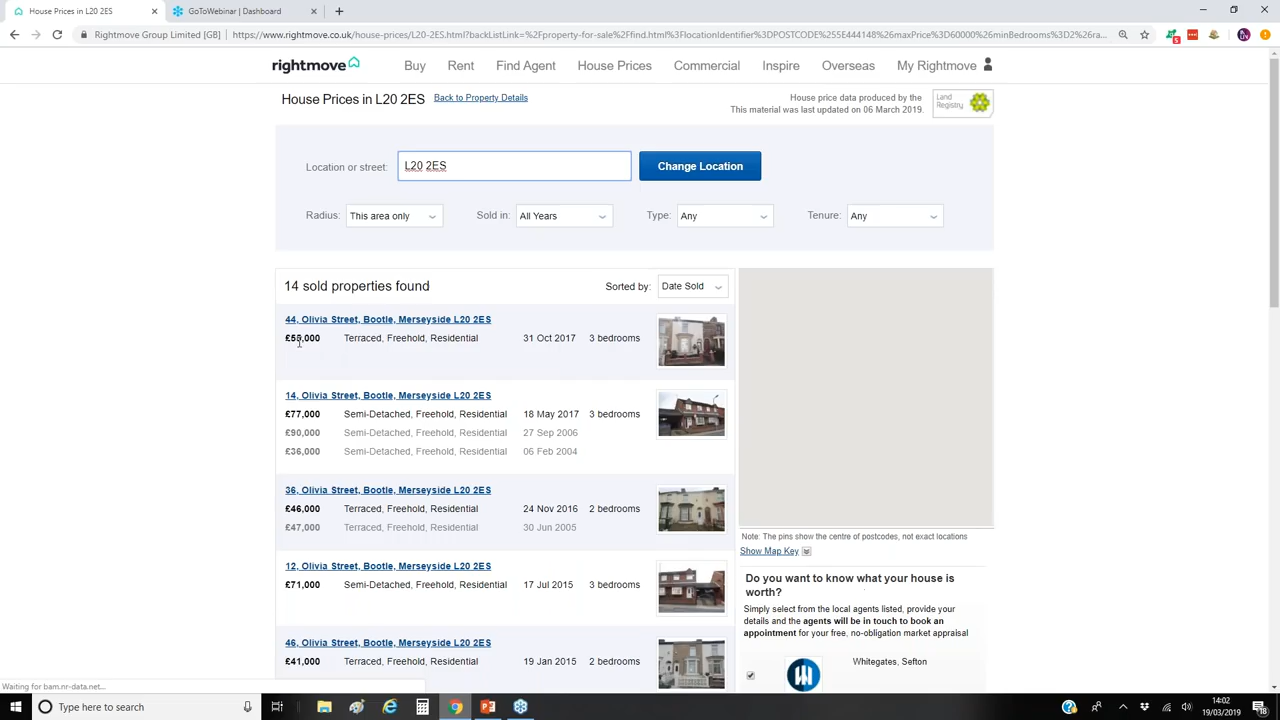 House Prices in L20 2ES
GoToWebinar | Dashboard
Rightmove Group Limited [GB] | https://www.rightmove.co.uk/house-prices/L20-2ES.html?backListLink=%2Fproperty-for-sale%2Ffind.html%3FlocationIdentifier%3DPOSTCODE%255E444148%26maxPrice%3D60000%26minBedrooms%3D2%26ra...
rightmove
Buy Rent Find Agent House Prices Commercial Inspire Overseas My Rightmove
House Prices in L20 2ES Back to Property Details
House price data produced by the
This material was last updated on 06 March 2019.
Land
Registry
Location or street: L20 2ES Change Location
Radius: This area only Sold in: All Years Type: Any Tenure: Any
14 sold properties found Sorted by: Date Sold
44, Olivia Street, Bootle, Merseyside L20 2ES
Terraced, Freehold, Residential 31 Oct 2017 3 bedrooms
14, Olivia Street, Bootle, Merseyside L20 2ES
£77,000 Semi-Detached, Freehold, Residential 18 May 2017 3 bedrooms
£90,000 Semi-Detached, Freehold, Residential 27 Sep 2006
£36,000 Semi-Detached, Freehold, Residential 06 Feb 2004
36, Olivia Street, Bootle, Merseyside L20 2ES
£46,000 Terraced, Freehold, Residential 24 Nov 2016 2 bedrooms
£47,000 Terraced, Freehold, Residential 30 Jun 2005
12, Olivia Street, Bootle, Merseyside L20 2ES
£71,000 Semi-Detached, Freehold, Residential 17 Jul 2015 3 bedrooms
46, Olivia Street, Bootle, Merseyside L20 2ES
£41,000 Terraced, Freehold, Residential 19 Jan 2015 2 bedrooms
Note: The pins show the centre of postcodes, not exact locations
Show Map Key
Do you want to know what your house is
worth?
Simply select from the local agents listed, provide your
details and the agents will be in touch to book an
appointment for your free, no-obligation market appraisal
Whitegates, Sefton
Waiting for bam.nr-data.net...
Type here to search
14:02
19/03/2019
18